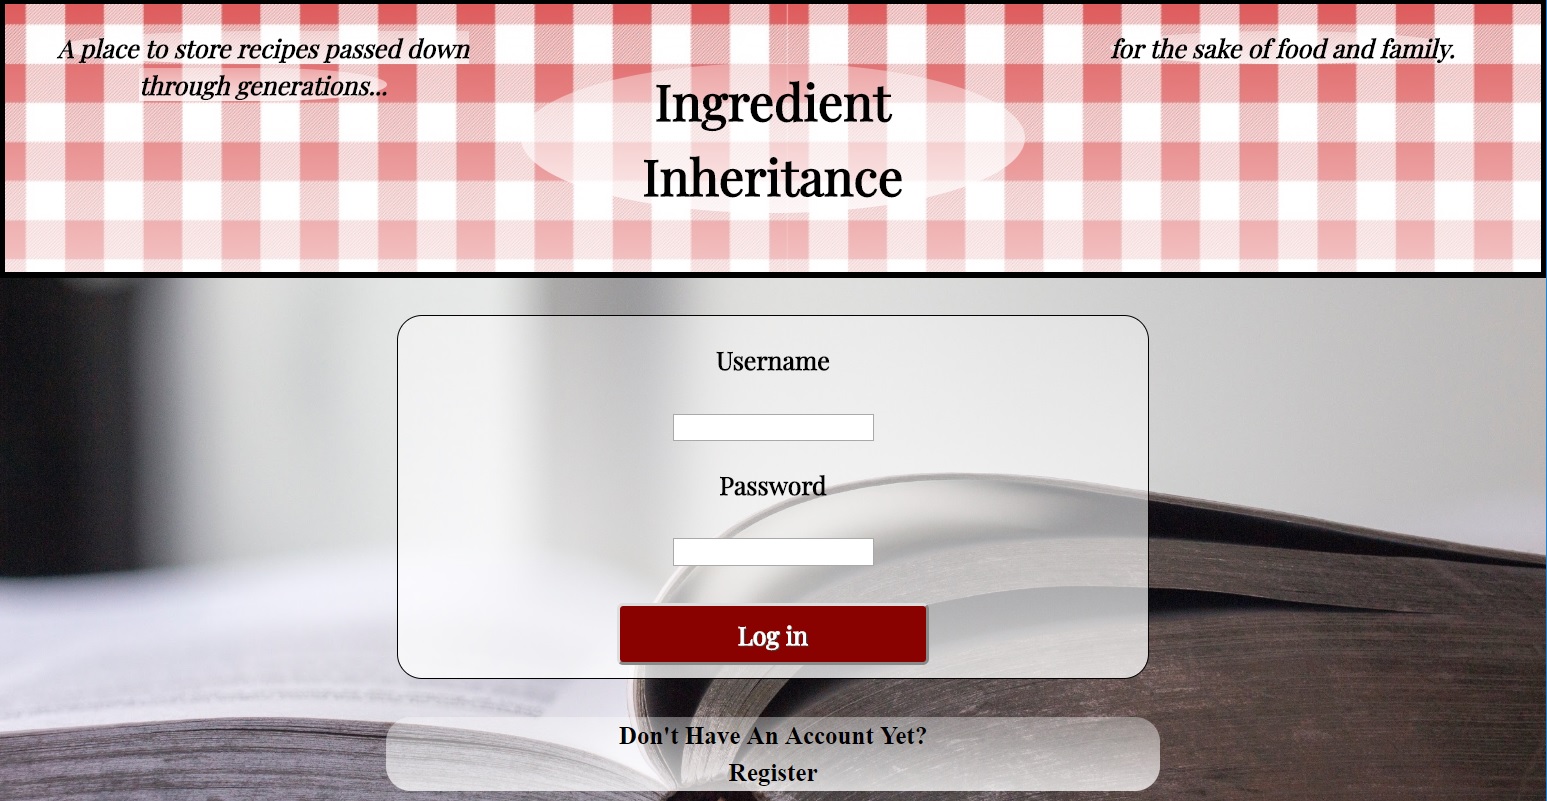 A place to store recipes passed down
through generations...
for the sake of food and family.
Ingredient
Inheritance
Username
Password
Log in
Don't Have An Account Yet?
Register